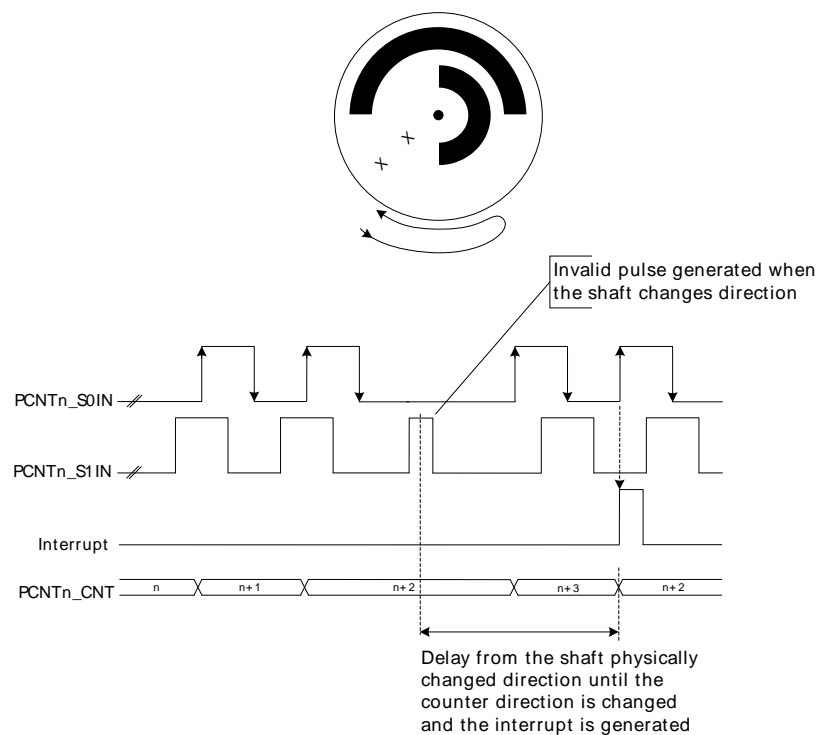 X
X
Invalid pulse generated when
the shaft changes direction
PCNTn_S0IN
PCNTn_S1IN
Interrupt
PCNTn_CNT
n
n+1
n+2
n+3
n+2
Delay from the shaft physically
changed direction until the
counter direction is changed
and the interrupt is generated